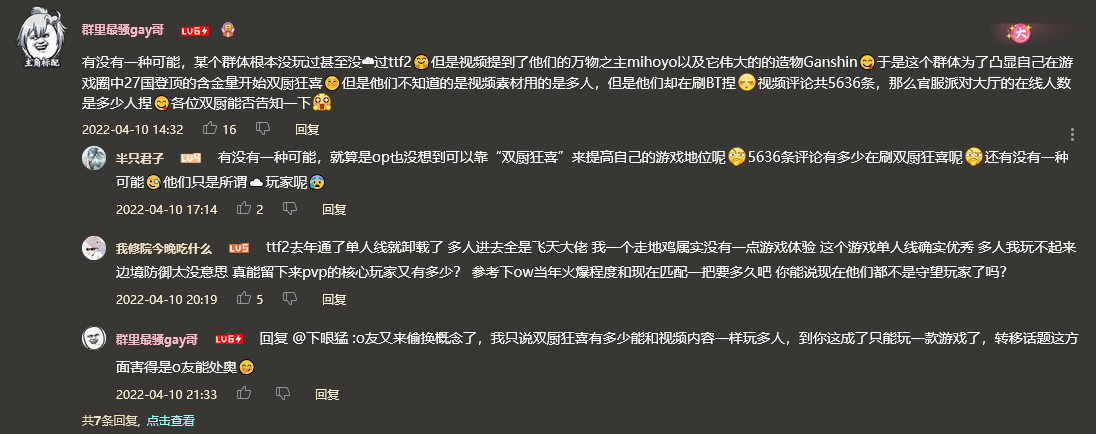 群里最骚gay哥 LV6
大
主角标配
有没有一种可能，某个群体根本没玩过甚至没☁过ttf2🤗但是视频提到了他们的万物之主mihoyo以及它伟大的的造物Ganshin😋于是这个群体为了凸显自己在游
戏圈中27国登顶的含金量开始双厨狂喜😋但是他们不知道的是视频素材用的是多人，但是他们却在刷BT捏😴视频评论共5636条，那么官服派对大厅的在线人数
是多少人捏😋各位双厨能否告知一下😱
2022-04-10 14:32 16 回复
半只君子 LV4 有没有一种可能，就算是op也没想到可以靠“双厨狂喜”来提高自己的游戏地位呢🤔5636条评论有多少在刷双厨狂喜呢🤔还有没有一种
可能🧐他们只是所谓☁玩家呢😰
2022-04-10 17:14 2 回复
我修院今晚吃什么 LV5 ttf2去年通了单人线就卸载了 多人进去全是飞天大佬 我一个走地鸡属实没有一点游戏体验 这个游戏单人线确实优秀 多人我玩不起来
边境防御太没意思 真能留下来pvp的核心玩家又有多少？ 参考下ow当年火爆程度和现在匹配一把要多久吧 你能说现在他们都不是守望玩家了吗?
2022-04-10 20:19 5 回复
群里最骚gay哥 LV6 回复 @下哏猛 :o友又来偷换概念了，我只说双厨狂喜有多少能和视频内容一样玩多人，到你这成了只能玩一款游戏了，转移话题这方
面害得是o友能处奥😋
2022-04-10 21:33 回复
共7条回复, 点击查看